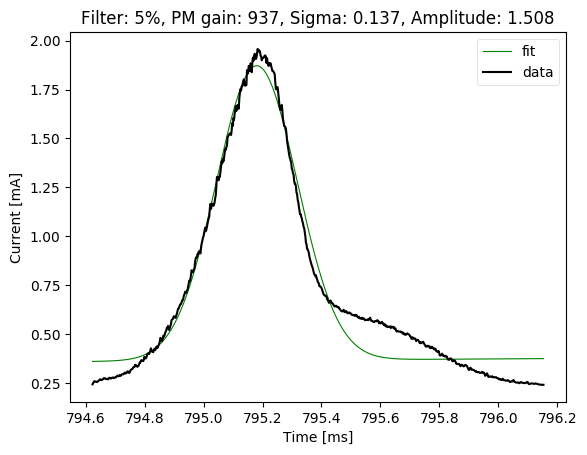 Filter: 5%, PM gain: 937, Sigma: 0.137, Amplitude: 1.508
fit
data
Current [mA]
2.00
1.75
1.50
1.25
1.00
0.75
0.50
0.25
794.6 794.8 795.0 795.2 795.4 795.6 795.8 796.0 796.2
Time [ms]